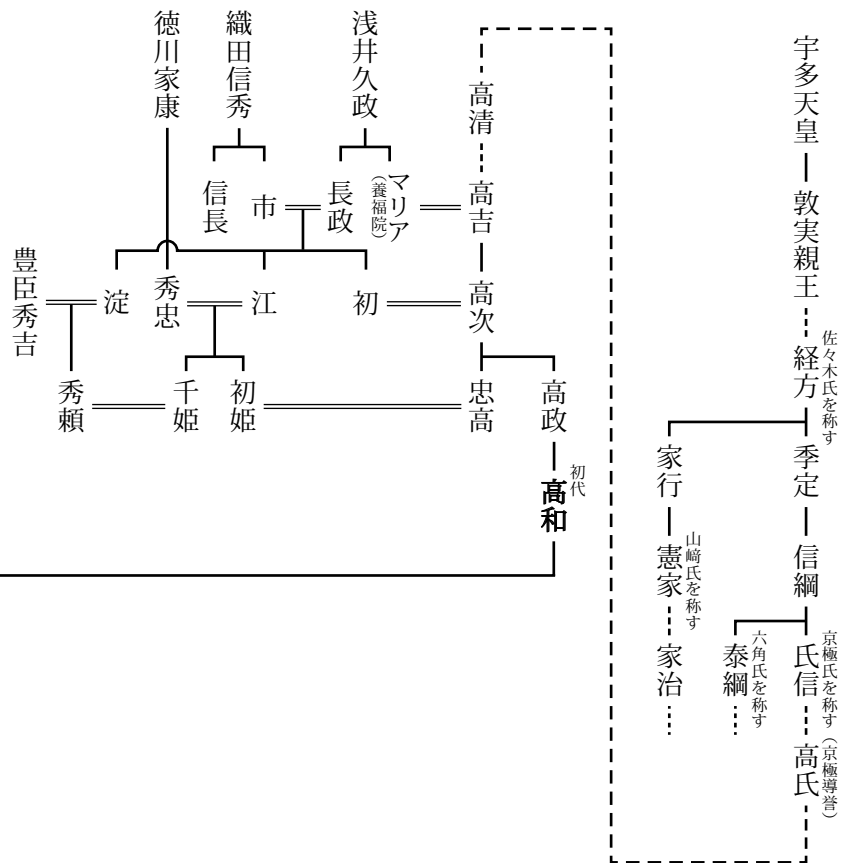 宇多天皇
敦実親王
経方
佐々木氏を称す
季定
信綱
氏信
京極氏を称す
高氏
（京極導誉）
泰綱
六角氏を称す
家行
憲家
山﨑氏を称す
家治
高清
高吉
高次
高政
忠高
高和
初代
浅井久政
マリア
（養福院）
長政
初
織田信秀
市
信長
江
初姫
徳川家康
秀忠
千姫
淀
豊臣秀吉
秀頼